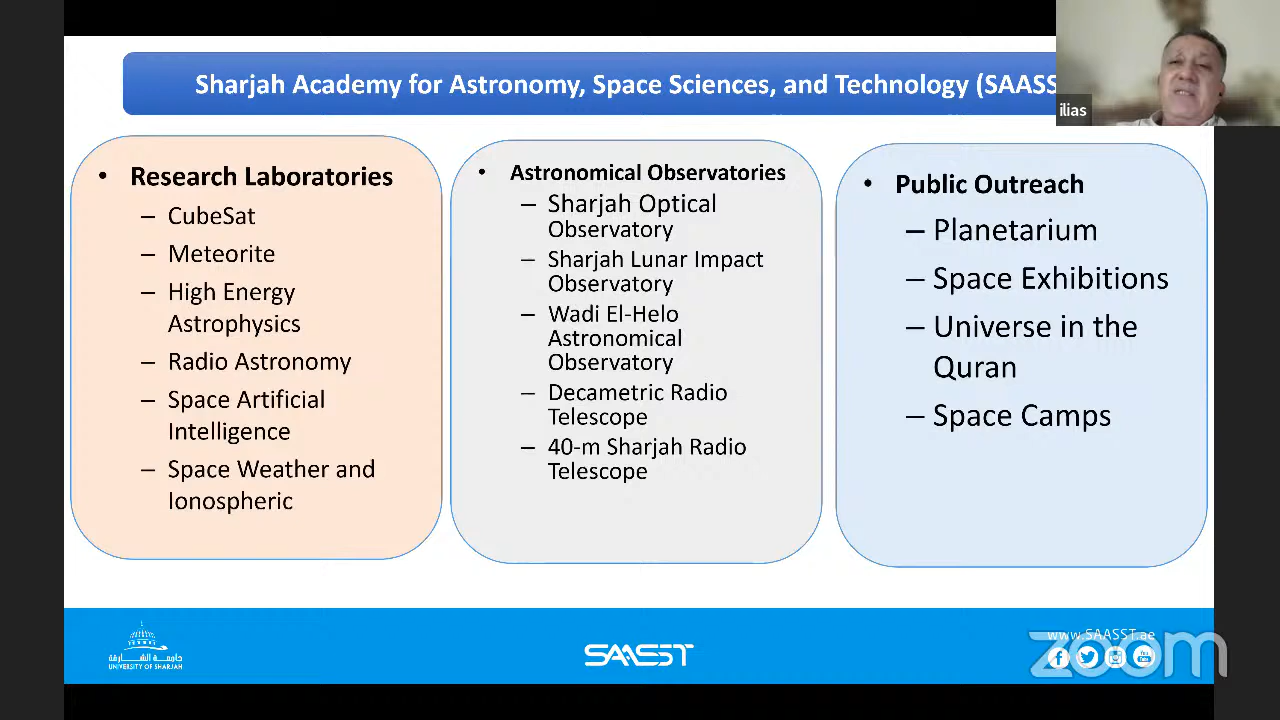 Sharjah Academy for Astronomy, Space Sciences, and Technology (SAASS
ilias
• Research Laboratories
– CubeSat
– Meteorite
– High Energy
Astrophysics
– Radio Astronomy
– Space Artificial
Intelligence
– Space Weather and
Ionospheric
• Astronomical Observatories
– Sharjah Optical
Observatory
– Sharjah Lunar Impact
Observatory
– Wadi El-Helo
Astronomical
Observatory
– Decametric Radio
Telescope
– 40-m Sharjah Radio
Telescope
• Public Outreach
– Planetarium
– Space Exhibitions
– Universe in the
Quran
– Space Camps
جامعة الشارقة
UNIVERSITY OF SHARJAH
SAASST
www.SAASST.ae
zoom